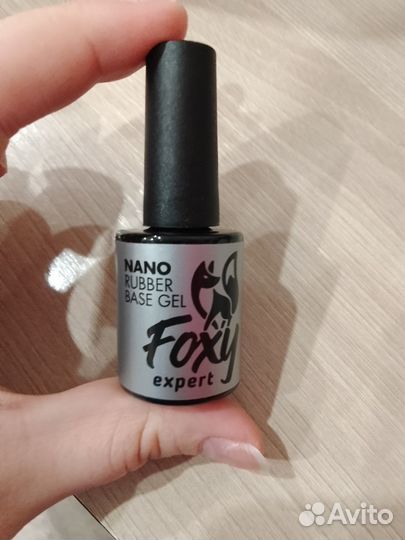 NANO
RUBBER
BASE GEL
Foxy
expert
Avito